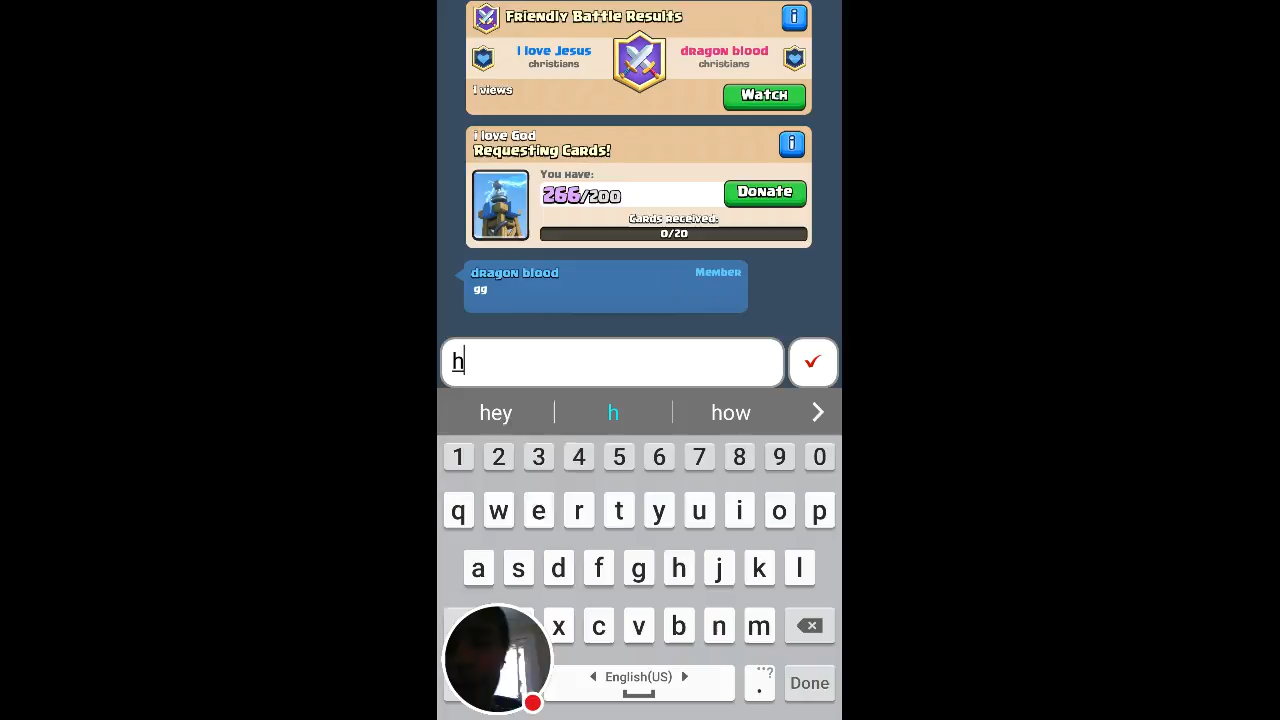 Friendly Battle Results
i
i love Jesus
christians
dragon blood
christians
1 views
Watch
i love God
Requesting Cards!
i
You have:
266/200
Donate
Cards received:
0/20
dragon blood
Member
gg
h
hey
h
how
1 2 3 4 5 6 7 8 9 0
q w e r t y u i o p
a s d f g h j k l
x c v b n m
English(US)
. ,,?
Done